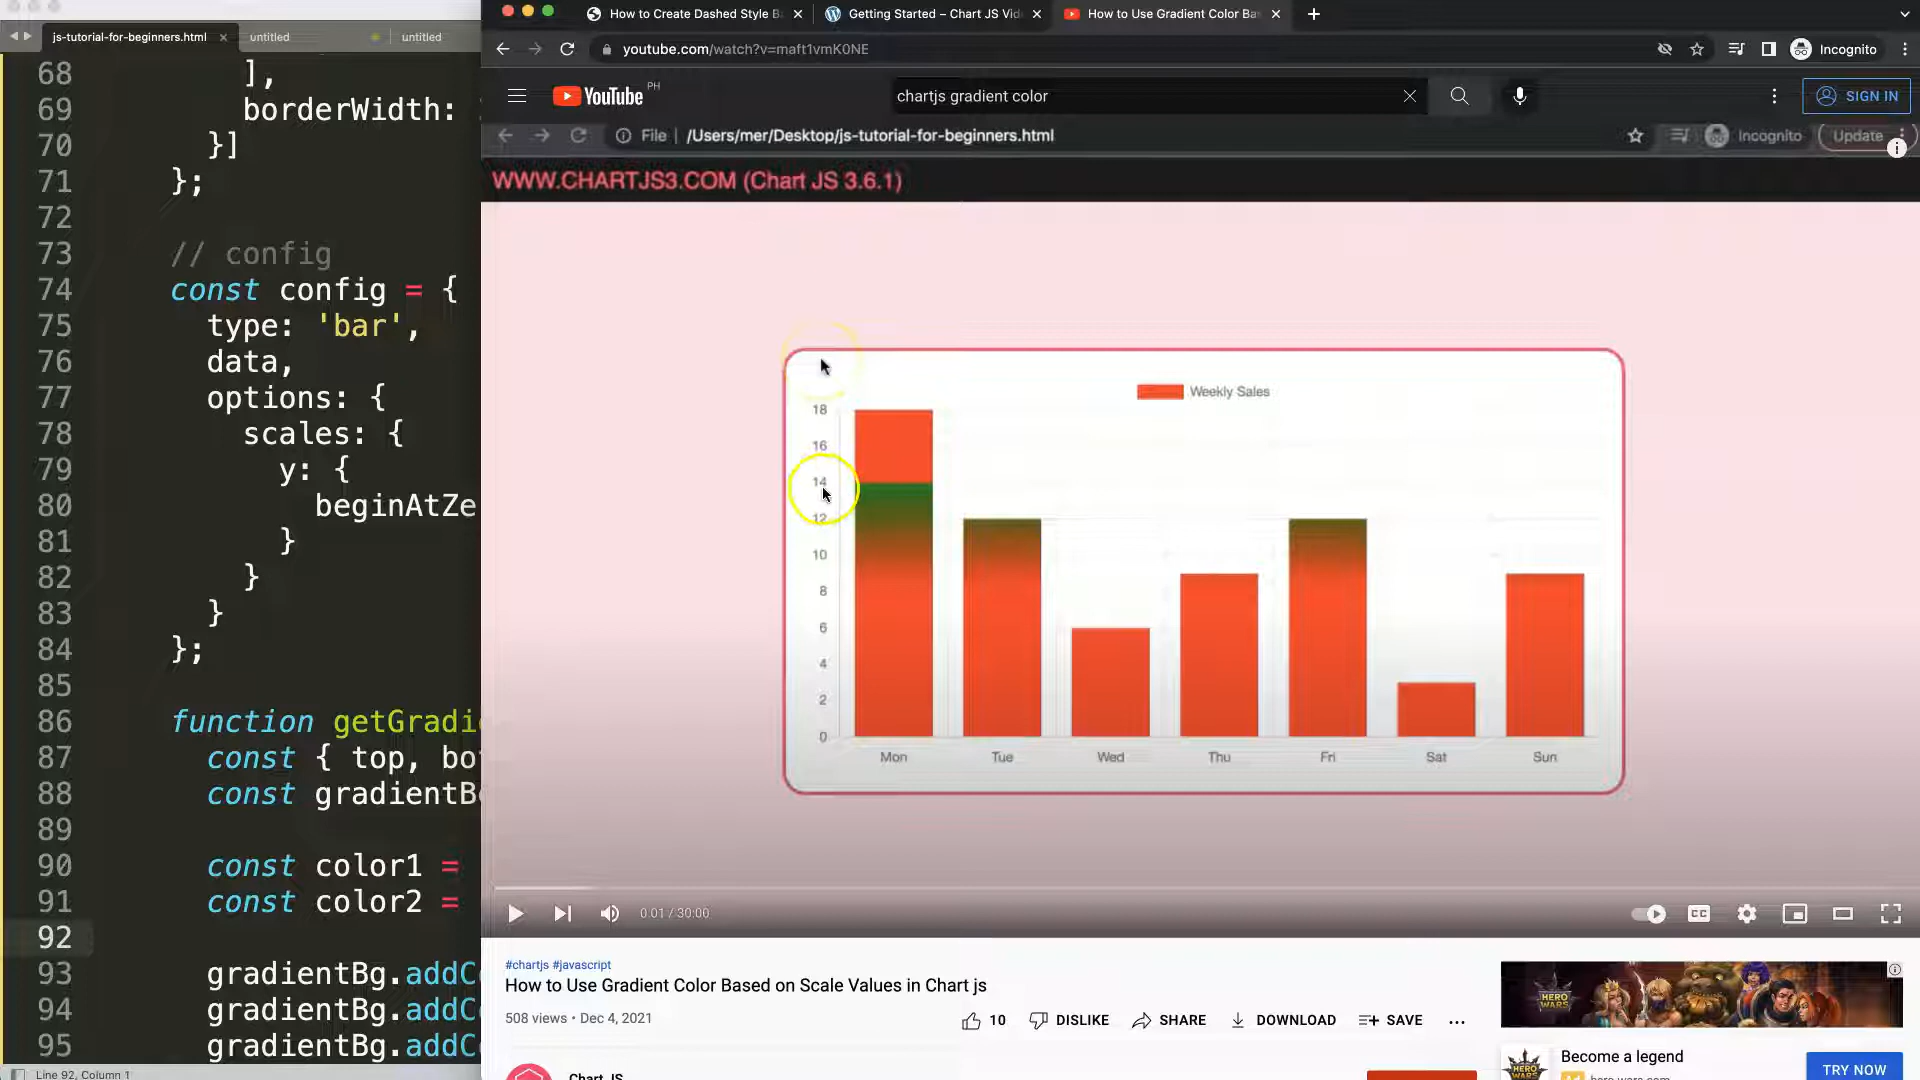 js-tutorial-for-beginners.html
untitled
untitled
68 ],
69 borderWidth:
70 }]
71 };
72
73 // config
74 const config = {
75 type: 'bar',
76 data,
77 options: {
78 scales: {
79 y: {
80 beginAtZe
81 }
82 }
83 }
84 };
85
86 function getGradi
87 const { top, bo
88 const gradientB
89
90 const color1 =
91 const color2 =
92
93 gradientBg.addC
94 gradientBg.addC
95 gradientBg.addC
Line 92, Column 1
How to Create Dashed Style B
Getting Started – Chart JS Vid
How to Use Gradient Color Ba
youtube.com/watch?v=maft1vmK0NE
Incognito
YouTube PH
chartjs gradient color
SIGN IN
File /Users/mer/Desktop/js-tutorial-for-beginners.html
Incognito
Update
WWW.CHARTJS3.COM (Chart JS 3.6.1)
Weekly Sales
18
16
14
12
10
8
6
4
2
0
Mon Tue Wed Thu Fri Sat Sun
0:01 / 30:00
CC
#chartjs #javascript
How to Use Gradient Color Based on Scale Values in Chart js
508 views • Dec 4, 2021
10 DISLIKE SHARE DOWNLOAD SAVE
Chart JS
HERO WARS
Become a legend
Ad hero-wars.com
TRY NOW